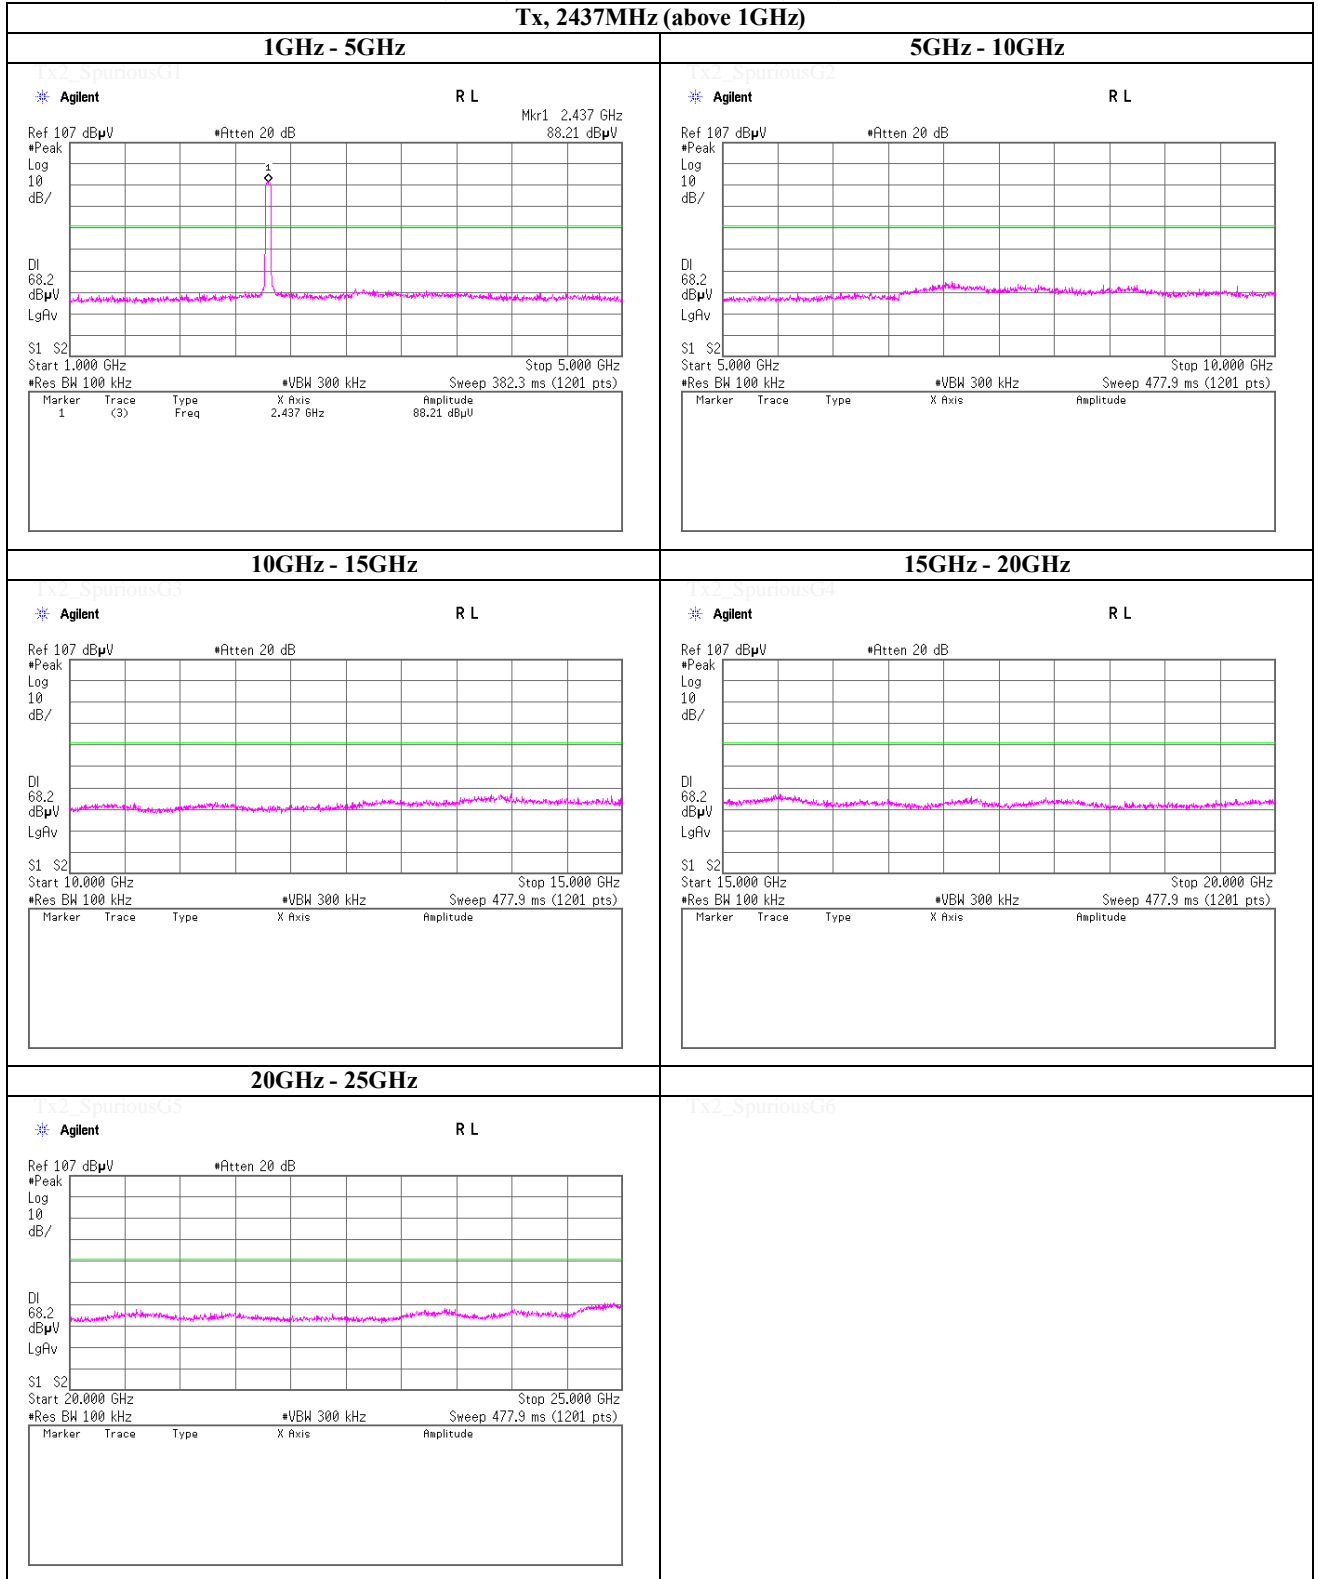 Tx, 2437MHz (above 1GHz)
1GHz - 5GHz
5GHz - 10GHz
Tx2_SpuriousG1
Agilent R L
Mkr1 2.437 GHz
Ref 107 dBµV #Atten 20 dB 88.21 dBµV
#Peak
Log
10
dB/
1
DI
68.2
dBµV
LgAv
S1 S2
Start 1.000 GHz Stop 5.000 GHz
#Res BW 100 kHz #VBW 300 kHz Sweep 382.3 ms (1201 pts)
Marker Trace Type X Axis Amplitude
1 (3) Freq 2.437 GHz 88.21 dBµV
Tx2_SpuriousG2
Agilent R L
Ref 107 dBµV #Atten 20 dB
#Peak
Log
10
dB/
DI
68.2
dBµV
LgAv
S1 S2
Start 5.000 GHz Stop 10.000 GHz
#Res BW 100 kHz #VBW 300 kHz Sweep 477.9 ms (1201 pts)
Marker Trace Type X Axis Amplitude
10GHz - 15GHz
15GHz - 20GHz
Tx2_SpuriousG3
Agilent R L
Ref 107 dBµV #Atten 20 dB
#Peak
Log
10
dB/
DI
68.2
dBµV
LgAv
S1 S2
Start 10.000 GHz Stop 15.000 GHz
#Res BW 100 kHz #VBW 300 kHz Sweep 477.9 ms (1201 pts)
Marker Trace Type X Axis Amplitude
Tx2_SpuriousG4
Agilent R L
Ref 107 dBµV #Atten 20 dB
#Peak
Log
10
dB/
DI
68.2
dBµV
LgAv
S1 S2
Start 15.000 GHz Stop 20.000 GHz
#Res BW 100 kHz #VBW 300 kHz Sweep 477.9 ms (1201 pts)
Marker Trace Type X Axis Amplitude
20GHz - 25GHz
Tx2_SpuriousG5
Agilent R L
Ref 107 dBµV #Atten 20 dB
#Peak
Log
10
dB/
DI
68.2
dBµV
LgAv
S1 S2
Start 20.000 GHz Stop 25.000 GHz
#Res BW 100 kHz #VBW 300 kHz Sweep 477.9 ms (1201 pts)
Marker Trace Type X Axis Amplitude
Tx2_SpuriousG6